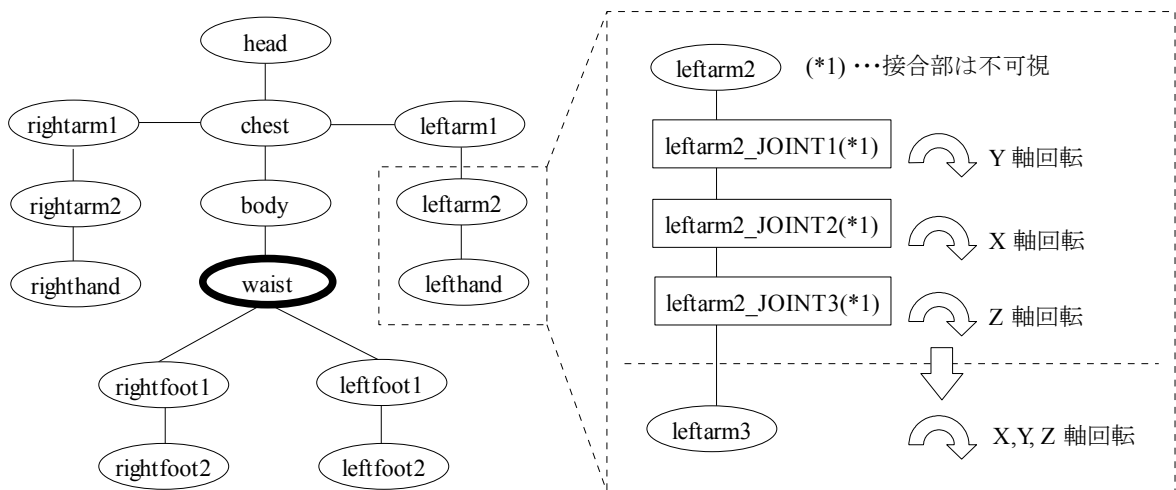 head
rightarm1
chest
leftarm1
rightarm2
body
leftarm2
righthand
waist
lefthand
rightfoot1
leftfoot1
rightfoot2
leftfoot2
leftarm2
(*1) …接合部は不可視
leftarm2_JOINT1(*1)
Y 軸回転
leftarm2_JOINT2(*1)
X 軸回転
leftarm2_JOINT3(*1)
Z 軸回転
leftarm3
X,Y, Z 軸回転